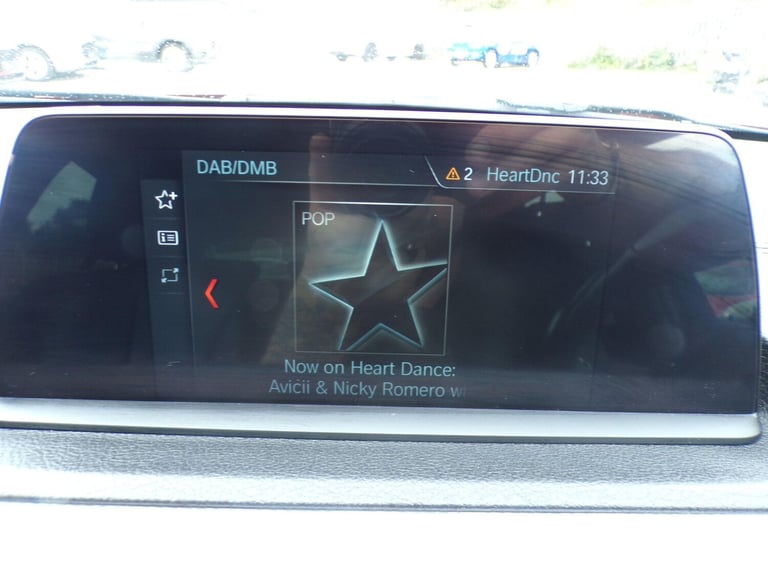 DAB/DMB
2 HeartDnc 11:33
POP
Now on Heart Dance:
Avicii & Nicky Romero w